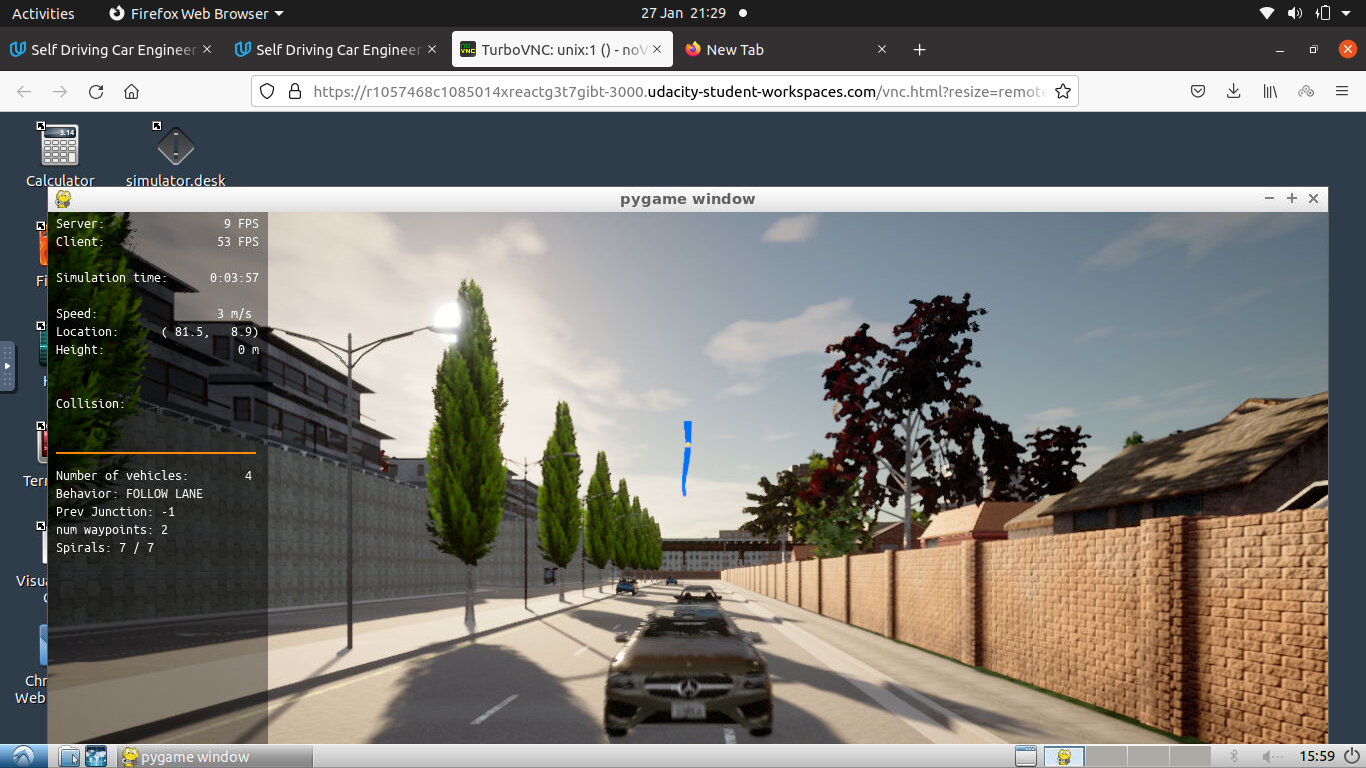 Activities
Firefox Web Browser
27 Jan 21:29
Self Driving Car Engineer
Self Driving Car Engineer
TurboVNC: unix:1 () - noV
New Tab
https://r1057468c1085014xreactg3t7gibt-3000.udacity-student-workspaces.com/vnc.html?resize=remote
3.14
Calculator
simulator.desk
pygame window
Server: 9 FPS
Client: 53 FPS
Simulation time: 0:03:57
Speed: 3 m/s
Location: ( 81.5, 8.9)
Height: 0 m
Collision:
Number of vehicles: 4
Behavior: FOLLOW LANE
Prev Junction: -1
num waypoints: 2
Spirals: 7 / 7
Fi
Terr
Visua
Chr
Web
pygame window
15:59